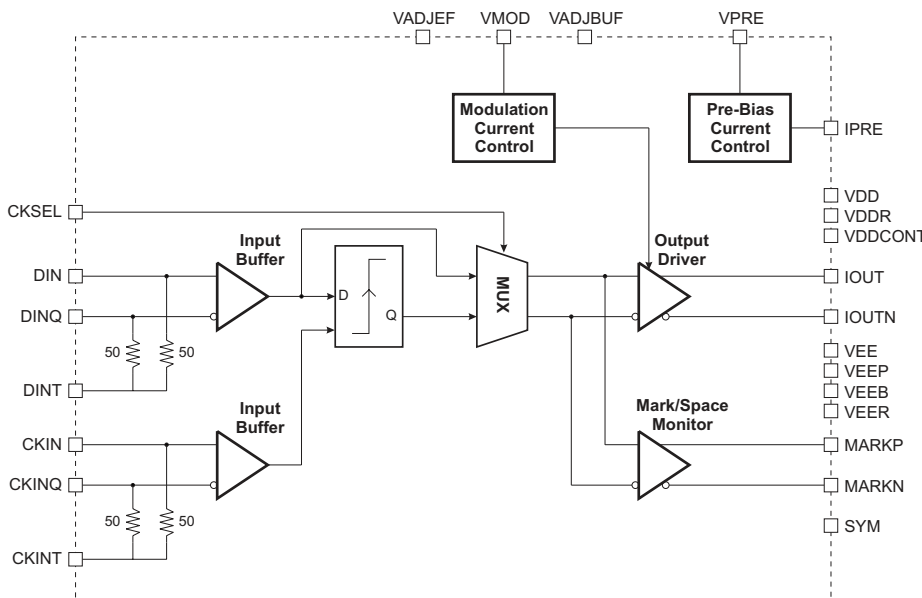 VADJEF VMOD VADJBUF VPRE
Modulation
Current
Control
Pre-Bias
Current
Control
IPRE
VDD
VDDR
VDDCONT
CKSEL
Input
Buffer
Output
Driver
DIN
D
MUX
IOUT
DINQ
Q
IOUTN
50 50
VEE
VEEP
DINT
VEEB
VEER
Input
Buffer
Mark/Space
Monitor
CKIN
MARKP
CKINQ
MARKN
50 50
SYM
CKINT